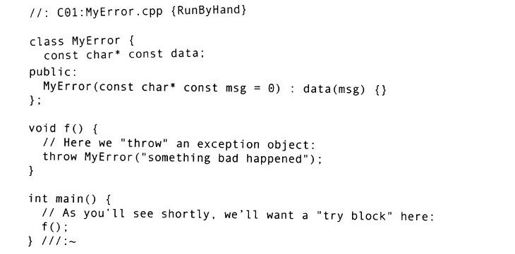 //: C01:MyError.cpp {RunByHand}
class MyError {
const char* const data;
public:
MyError(const char* const msg = 0) : data(msg) {}
};
void f() {
// Here we "throw" an exception object:
throw MyError("something bad happened");
}
int main() {
// As you'll see shortly, we'll want a "try block" here:
f();
} ///:~